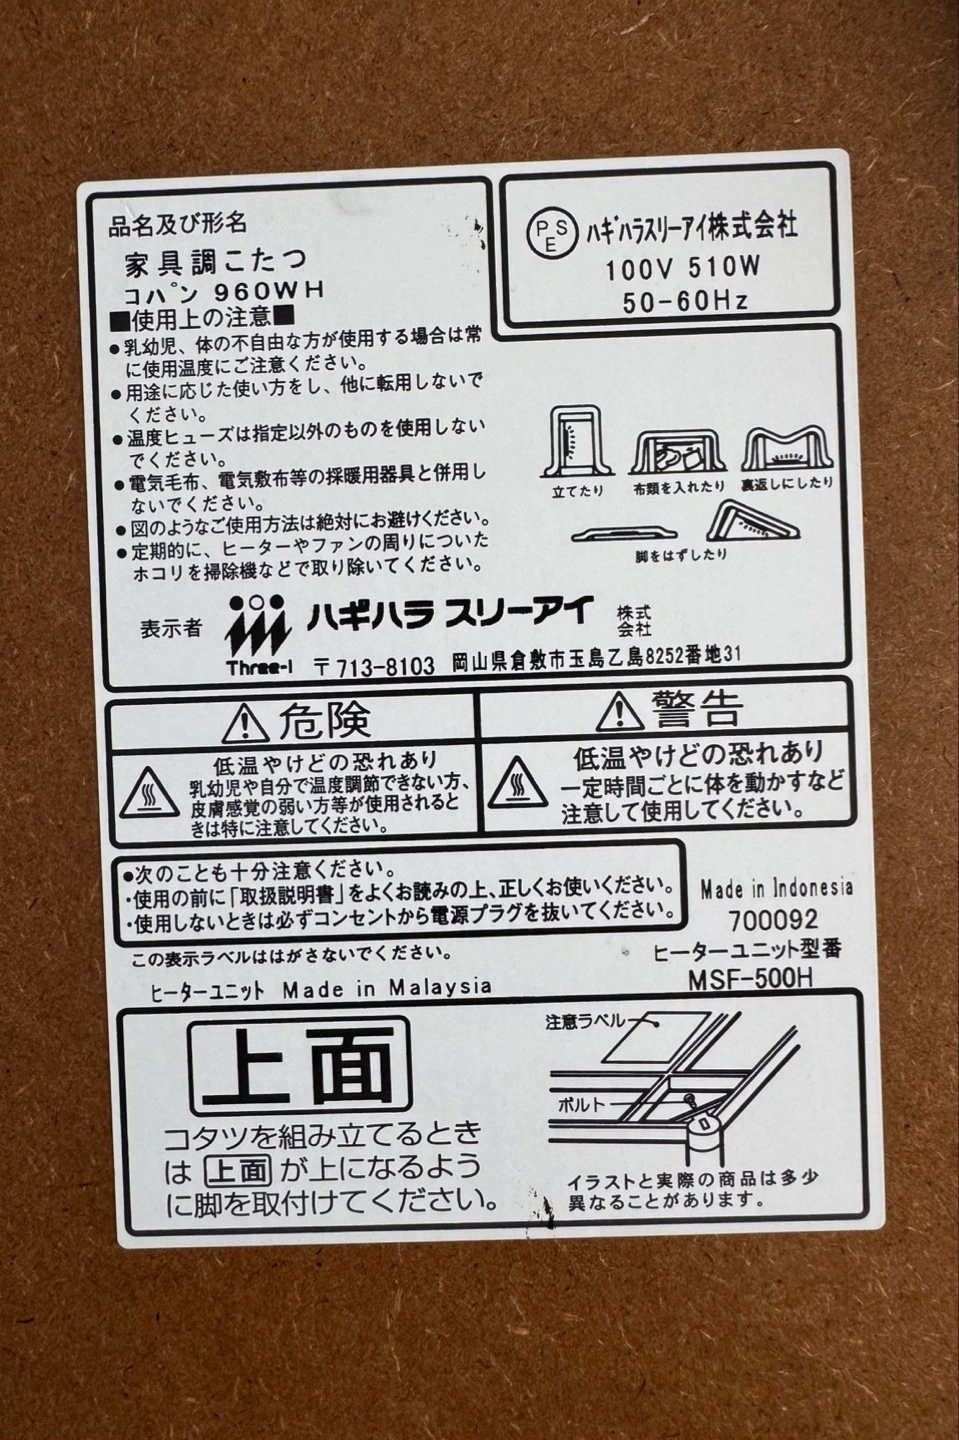 品名及び形名
家具調こたつ
コパン 960WH
■使用上の注意■
●乳幼児、体の不自由な方が使用する場合は常
に使用温度にご注意ください。
●用途に応じた使い方をし、他に転用しないで
ください。
●温度ヒューズは指定以外のものを使用しない
でください。
●電気毛布、電気敷布等の採暖用器具と併用し
ないでください。
●図のようなご使用方法は絶対にお避けください。
●定期的に、ヒーターやファンの周りについた
ホコリを掃除機などで取り除いてください。
PSE ハギハラスリーアイ株式会社
100V 510W
50-60Hz
立てたり 布類を入れたり 裏返しにしたり
脚をはずしたり
表示者 Three-I ハギハラ スリーアイ 株式会社
〒713-8103 岡山県倉敷市玉島乙島8252番地31
⚠危険
低温やけどの恐れあり
乳幼児や自分で温度調節できない方、
皮膚感覚の弱い方等が使用されると
きは特に注意してください。
⚠警告
低温やけどの恐れあり
一定時間ごとに体を動かすなど
注意して使用してください。
●次のことも十分注意ください。
・使用の前に「取扱説明書」をよくお読みの上、正しくお使いください。
・使用しないときは必ずコンセントから電源プラグを抜いてください。
Made in Indonesia
700092
ヒーターユニット型番
MSF-500H
この表示ラベルははがさないでください。
ヒーターユニット Made in Malaysia
上面
コタツを組み立てるとき
は 上面 が上になるよう
に脚を取付けてください。
注意ラベル
ボルト
イラストと実際の商品は多少
異なることがあります。